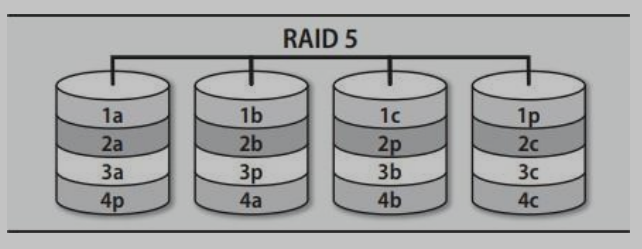 RAID 5
1a 1b 1c 1p
2a 2b 2p 2c
3a 3p 3b 3c
4p 4a 4b 4c